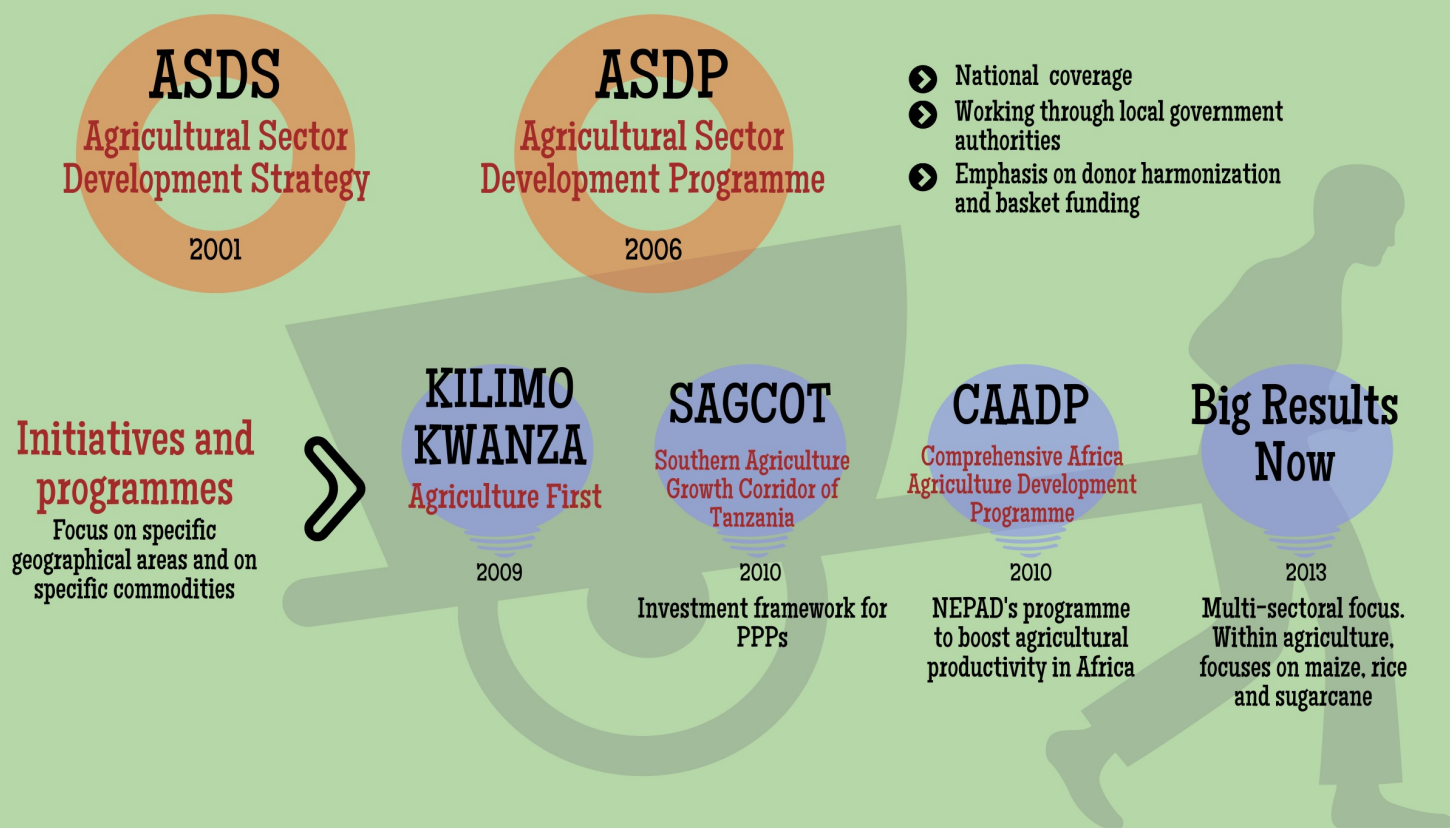 ASDS
Agricultural Sector
Development Strategy
2001
ASDP
Agricultural Sector
Development Programme
2006
National coverage
Working through local government
authorities
Emphasis on donor harmonization
and basket funding
Initiatives and
programmes
Focus on specific
geographical areas and on
specific commodities
KILIMO
KWANZA
Agriculture First
2009
SAGCOT
Southern Agriculture
Growth Corridor of
Tanzania
2010
Investment framework for
PPPs
CAADP
Comprehensive Africa
Agriculture Development
Programme
2010
NEPAD's programme
to boost agricultural
productivity in Africa
Big Results
Now
2013
Multi-sectoral focus.
Within agriculture,
focuses on maize, rice
and sugarcane